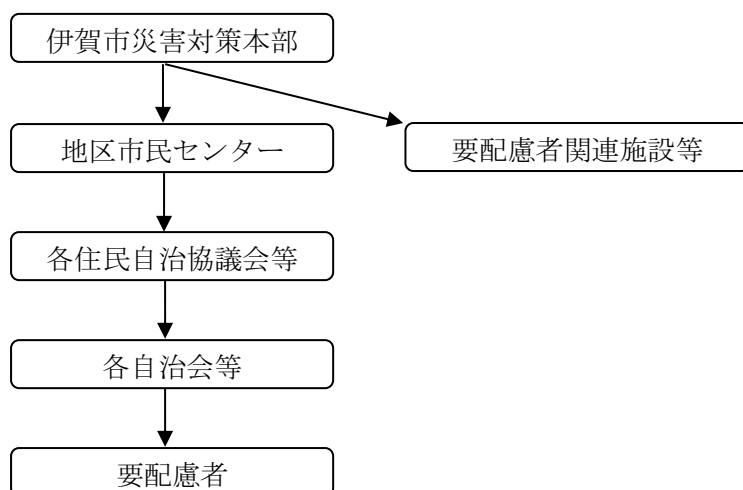 伊賀市災害対策本部
地区市民センター
要配慮者関連施設等
各住民自治協議会等
各自治会等
要配慮者